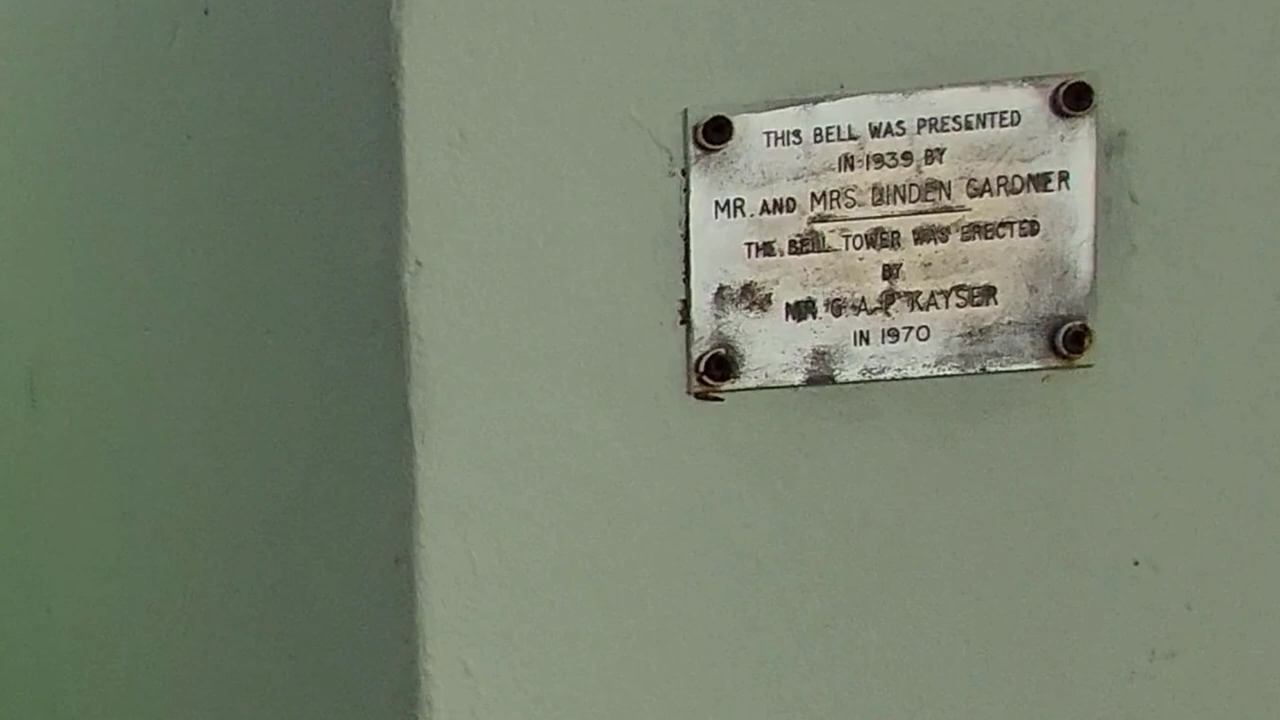 THIS BELL WAS PRESENTED
IN 1939 BY
MR. AND MRS. LINDEN GARDNER
THE BELL TOWER WAS ERECTED
BY
MR. G. A. P. KAYSER
IN 1970